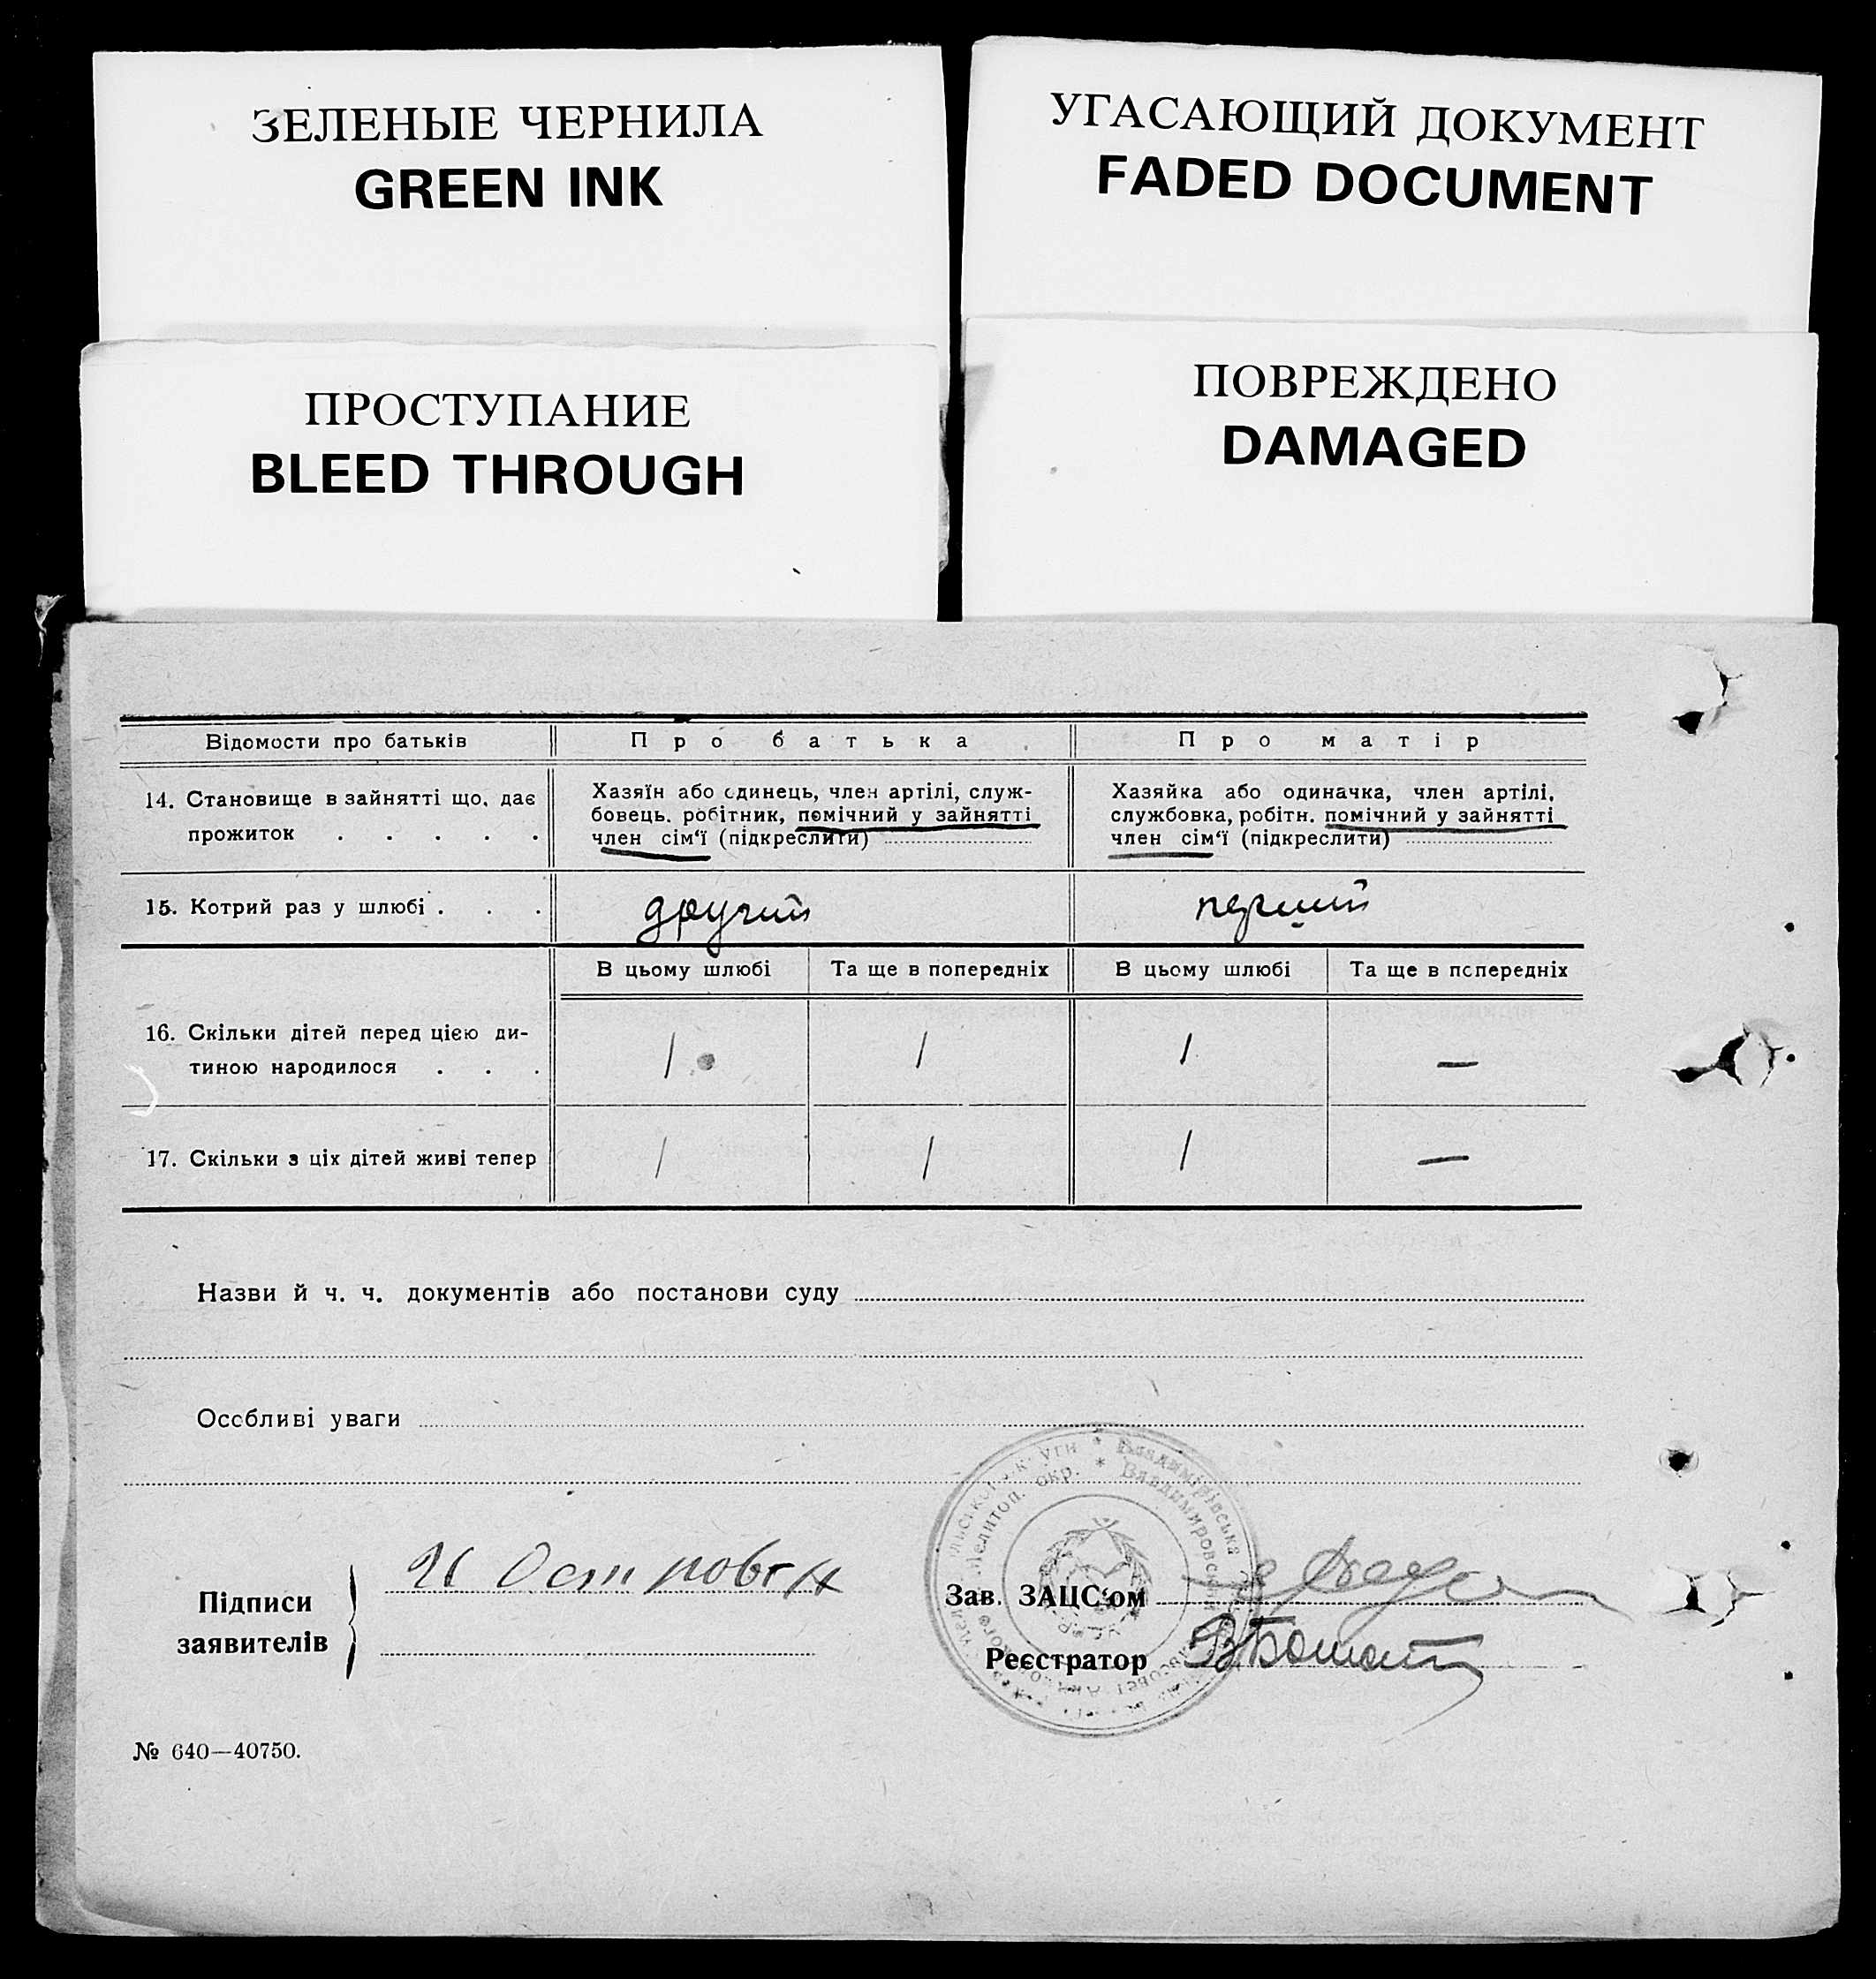 ЗЕЛЕНЫЕ ЧЕРНИЛА
GREEN INK
УГАСАЮЩИЙ ДОКУМЕНТ
FADED DOCUMENT
ПРОСТУПАНИЕ
BLEED THROUGH
ПОВРЕЖДЕНО
DAMAGED
Відомости про батьків Про батька Про матір
14. Становище в зайнятті що, дає прожиток . . . . .
Хазяїн або одинець, член артілі, служ-
бовець. робітник, помічний у зайнятті
член сім‘ї (підкреслити)
Хазяйка або одиначка, член артілі,
службовка, робітн. помічний у зайнятті
член сім‘ї (підкреслити)
15. Котрий раз у шлюбі . . . другий перший
В цьому шлюбі Та ще в попередніх В цьому шлюбі Та ще в попередніх
16. Скільки дітей перед цією ди-
тиною народилося . . . 1 1 1 —
17. Скільки з ціх дітей живі тепер 1 1 1 —
Назви й ч. ч. документів або постанови суду
Особливі уваги
Підписи
заявителів
Зав. ЗАЦС‘ом
Реєстратор
Мелитоп. окр. * Владимировский
Владимірівська
№ 640—40750.